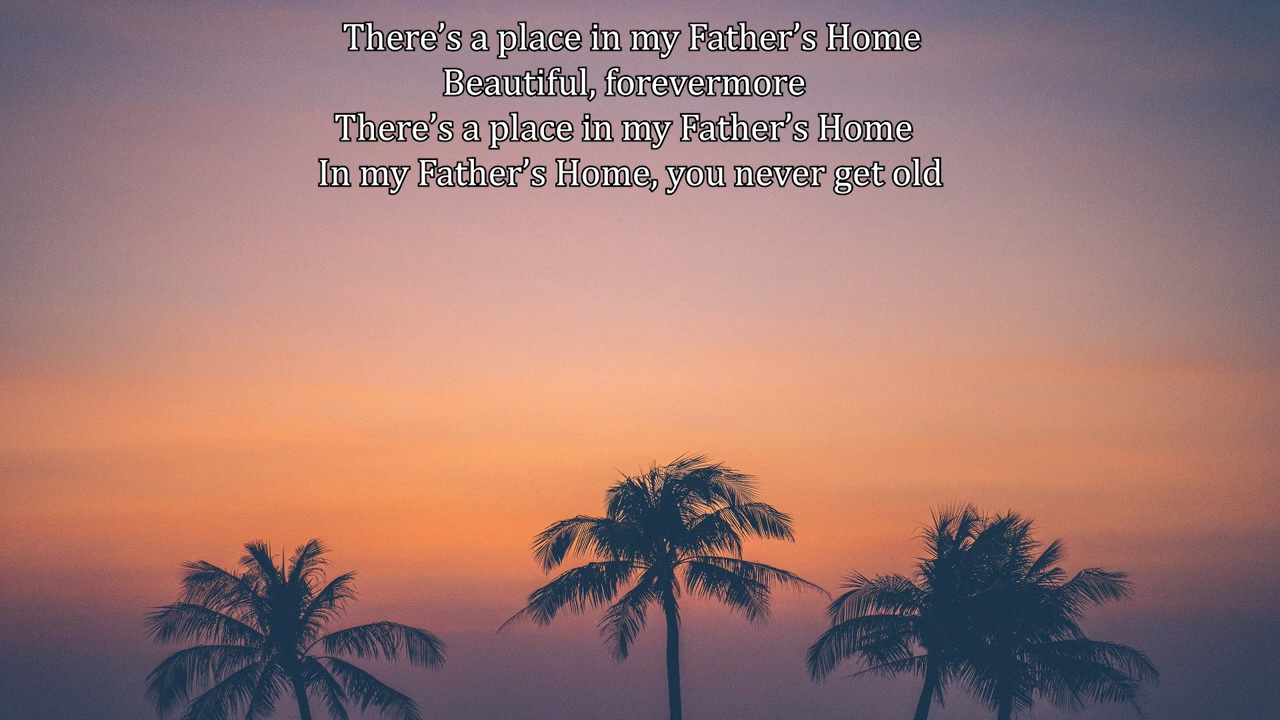 There’s a place in my Father’s Home
Beautiful, forevermore
There’s a place in my Father’s Home
In my Father’s Home, you never get old